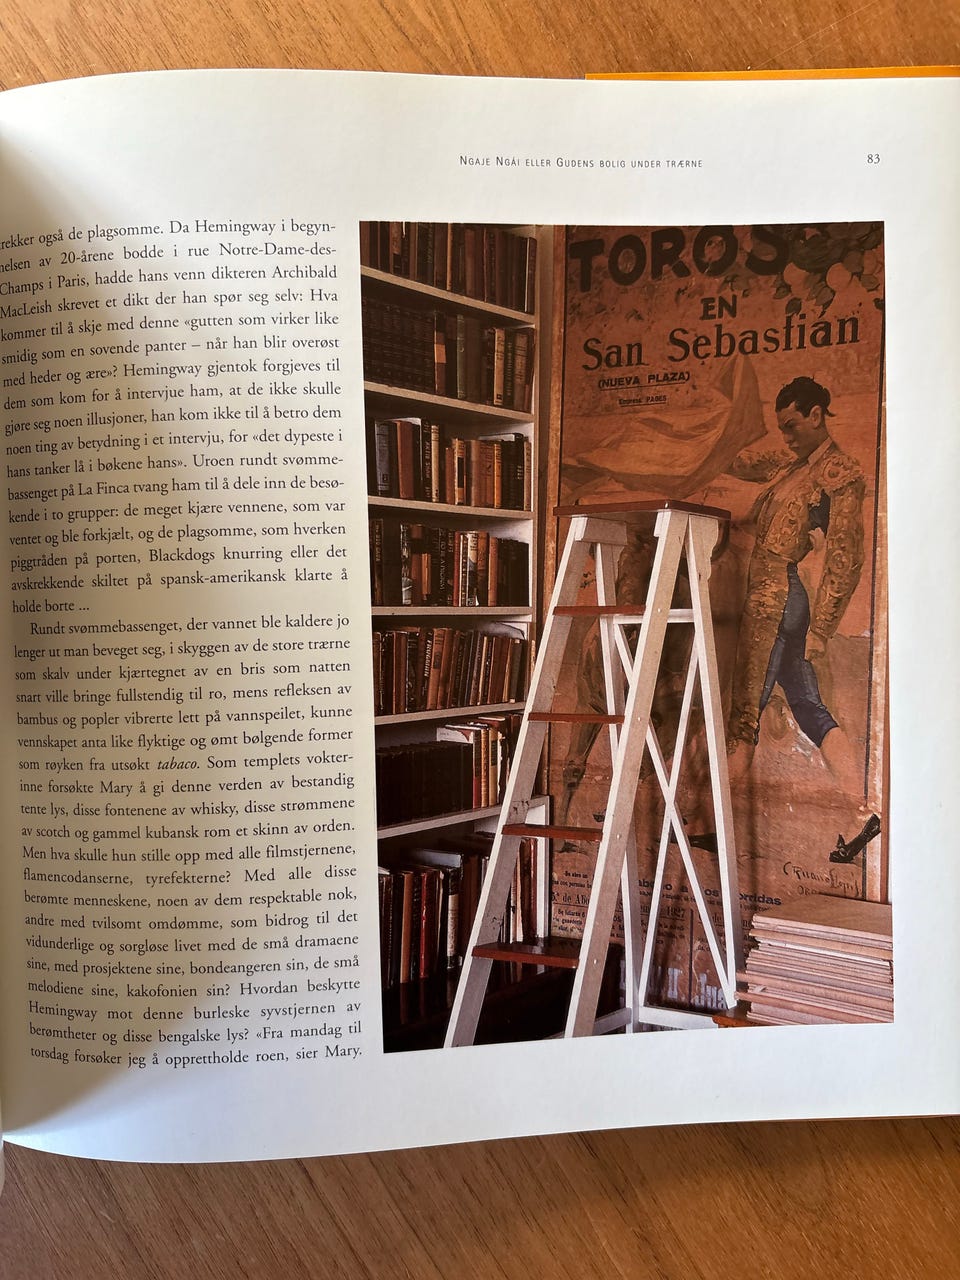 NGAJE NGÁI ELLER GUDENS BOLIG UNDER TRÆRNE
83
rekker også de plagsomme. Da Hemingway i begyn-
nelsen av 20-årene bodde i rue Notre-Dame-des-
Champs i Paris, hadde hans venn dikteren Archibald
MacLeish skrevet et dikt der han spør seg selv: Hva
kommer til å skje med denne «gutten som virker like
smidig som en sovende panter – når han blir overøst
med heder og ære»? Hemingway gjentok forgjeves til
dem som kom for å intervjue ham, at de ikke skulle
gjøre seg noen illusjoner, han kom ikke til å betro dem
noen ting av betydning i et intervju, for «det dypeste i
hans tanker lå i bøkene hans». Uroen rundt svømme-
bassenget på La Finca tvang ham til å dele inn de besø-
kende i to grupper: de meget kjære vennene, som var
ventet og ble forkjælt, og de plagsomme, som hverken
piggtråden på porten, Blackdogs knurring eller det
avskrekkende skiltet på spansk-amerikansk klarte å
holde borte ...
Rundt svømmebassenget, der vannet ble kaldere jo
lenger ut man beveget seg, i skyggen av de store trærne
som skalv under kjærtegnet av en bris som natten
snart ville bringe fullstendig til ro, mens refleksen av
bambus og popler vibrerte lett på vannspeilet, kunne
vennskapet anta like flyktige og ømt bølgende former
som røyken fra utsøkt tabaco. Som templets vokter-
inne forsøkte Mary å gi denne verden av bestandig
tente lys, disse fontenene av whisky, disse strømmene
av scotch og gammel kubansk rom et skinn av orden.
Men hva skulle hun stille opp med alle filmstjernene,
flamencodanserne, tyrefekterne? Med alle disse
berømte menneskene, noen av dem respektable nok,
andre med tvilsomt omdømme, som bidrog til det
vidunderlige og sorgløse livet med de små dramaene
sine, med prosjektene sine, bondeangeren sin, de små
melodiene sine, kakofonien sin? Hvordan beskytte
Hemingway mot denne burleske syvstjernen av
berømtheter og disse bengalske lys? «Fra mandag til
torsdag forsøker jeg å opprettholde roen, sier Mary.
TOROS
EN
San Sebastián
(NUEVA PLAZA)
Empresa PAGES
1927